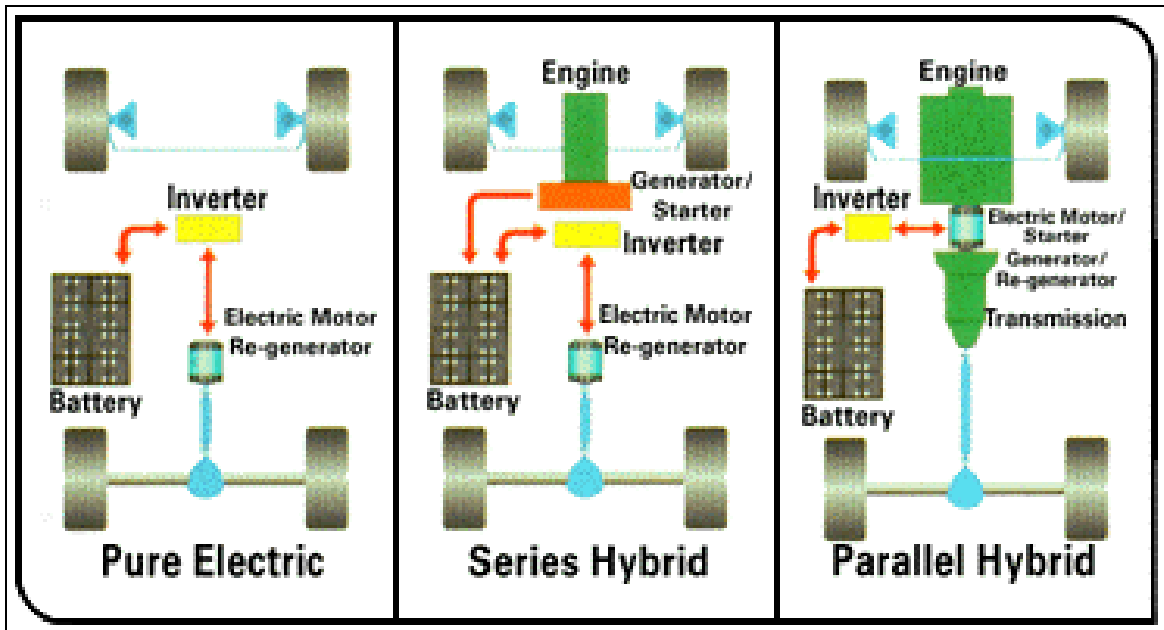 Inverter
Electric Motor
Re-generator
Battery
Pure Electric
Engine
Generator/
Starter
Inverter
Electric Motor
Re-generator
Battery
Series Hybrid
Engine
Inverter
Electric Motor/
Starter
Generator/
Re-generator
Transmission
Battery
Parallel Hybrid